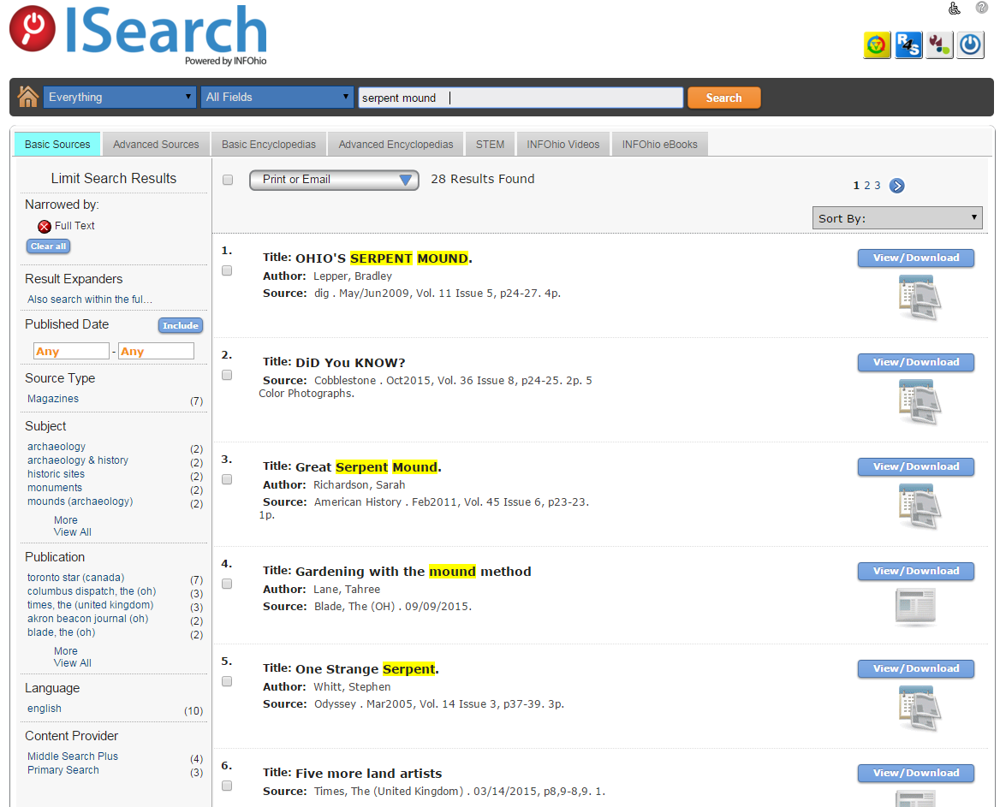 ISearch
Powered by INFOhio
Everything
All Fields
serpent mound
Search
Basic Sources
Advanced Sources
Basic Encyclopedias
Advanced Encyclopedias
STEM
INFOhio Videos
INFOhio eBooks
Limit Search Results
Narrowed by:
Full Text
Clear all
Result Expanders
Also search within the ful...
Published Date
Include
Any - Any
Source Type
Magazines (7)
Subject
archaeology (2)
archaeology & history (2)
historic sites (2)
monuments (2)
mounds (archaeology) (2)
More
View All
Publication
toronto star (canada) (7)
columbus dispatch, the (oh) (3)
times, the (united kingdom) (3)
akron beacon journal (oh) (2)
blade, the (oh) (2)
More
View All
Language
english (10)
Content Provider
Middle Search Plus (4)
Primary Search (3)
Print or Email
28 Results Found
1 2 3
Sort By:
1.
Title: OHIO'S SERPENT MOUND.
Author: Lepper, Bradley
Source: dig . May/Jun2009, Vol. 11 Issue 5, p24-27. 4p.
View/Download
2.
Title: DiD You KNOW?
Source: Cobblestone . Oct2015, Vol. 36 Issue 8, p24-25. 2p. 5
Color Photographs.
View/Download
3.
Title: Great Serpent Mound.
Author: Richardson, Sarah
Source: American History . Feb2011, Vol. 45 Issue 6, p23-23.
1p.
View/Download
4.
Title: Gardening with the mound method
Author: Lane, Tahree
Source: Blade, The (OH) . 09/09/2015.
View/Download
5.
Title: One Strange Serpent.
Author: Whitt, Stephen
Source: Odyssey . Mar2005, Vol. 14 Issue 3, p37-39. 3p.
View/Download
6.
Title: Five more land artists
Source: Times, The (United Kingdom) . 03/14/2015, p8,9-8,9. 1.
View/Download
R4S
?